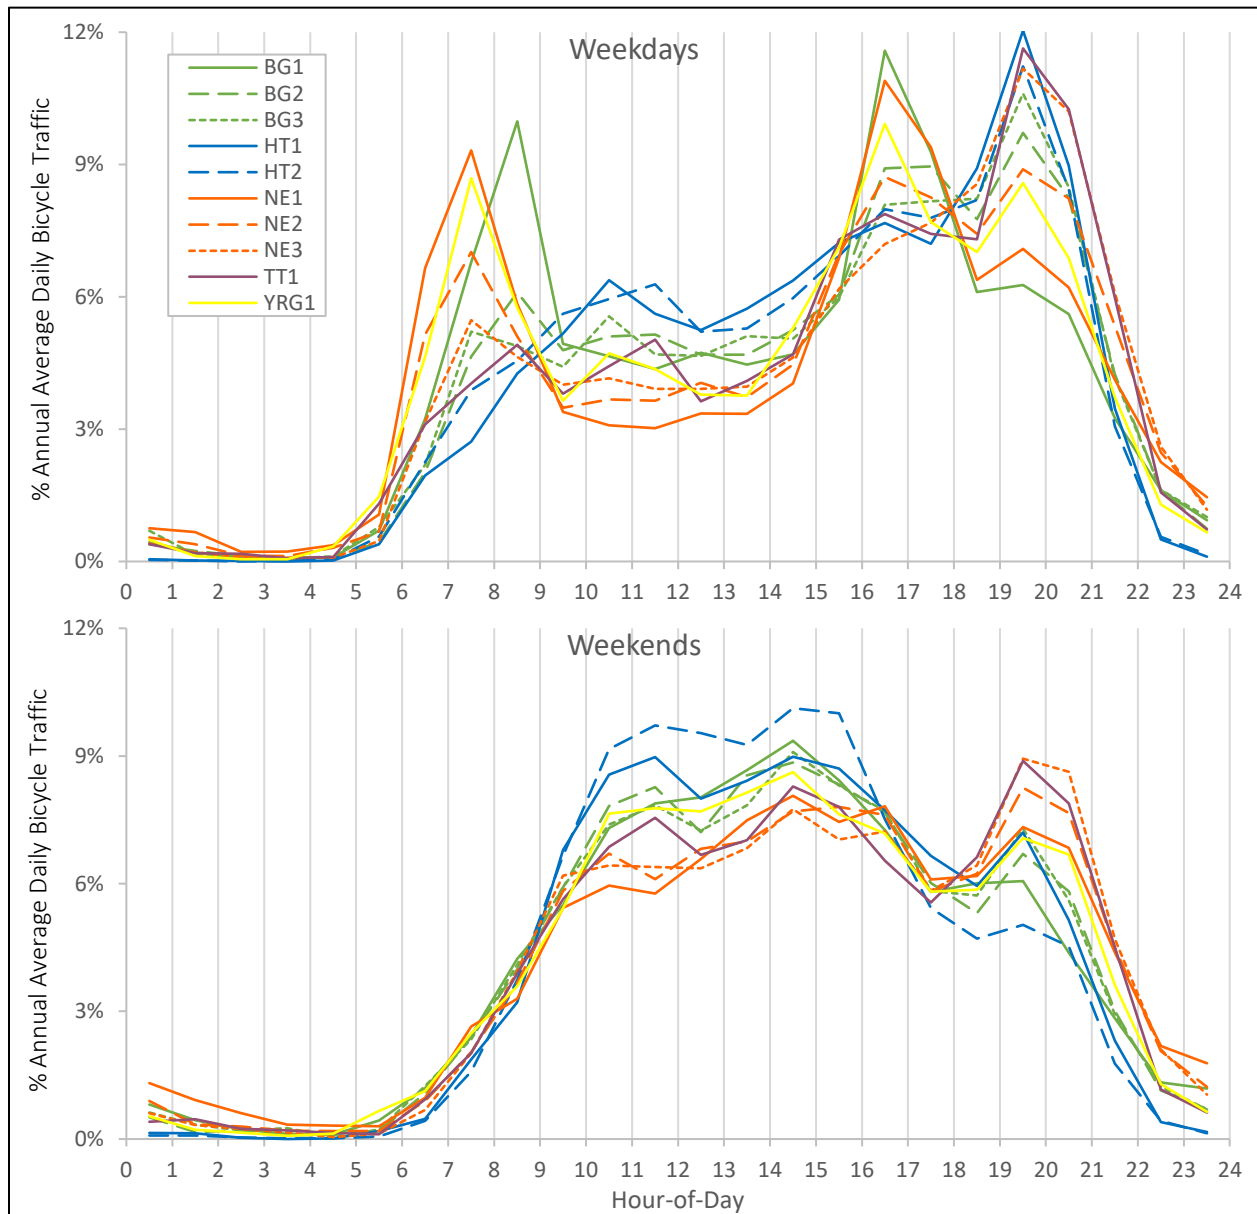 Weekdays
% Annual Average Daily Bicycle Traffic
12%
9%
6%
3%
0%
BG1
BG2
BG3
HT1
HT2
NE1
NE2
NE3
TT1
YRG1
0 1 2 3 4 5 6 7 8 9 10 11 12 13 14 15 16 17 18 19 20 21 22 23 24
Weekends
% Annual Average Daily Bicycle Traffic
12%
9%
6%
3%
0%
0 1 2 3 4 5 6 7 8 9 10 11 12 13 14 15 16 17 18 19 20 21 22 23 24
Hour-of-Day